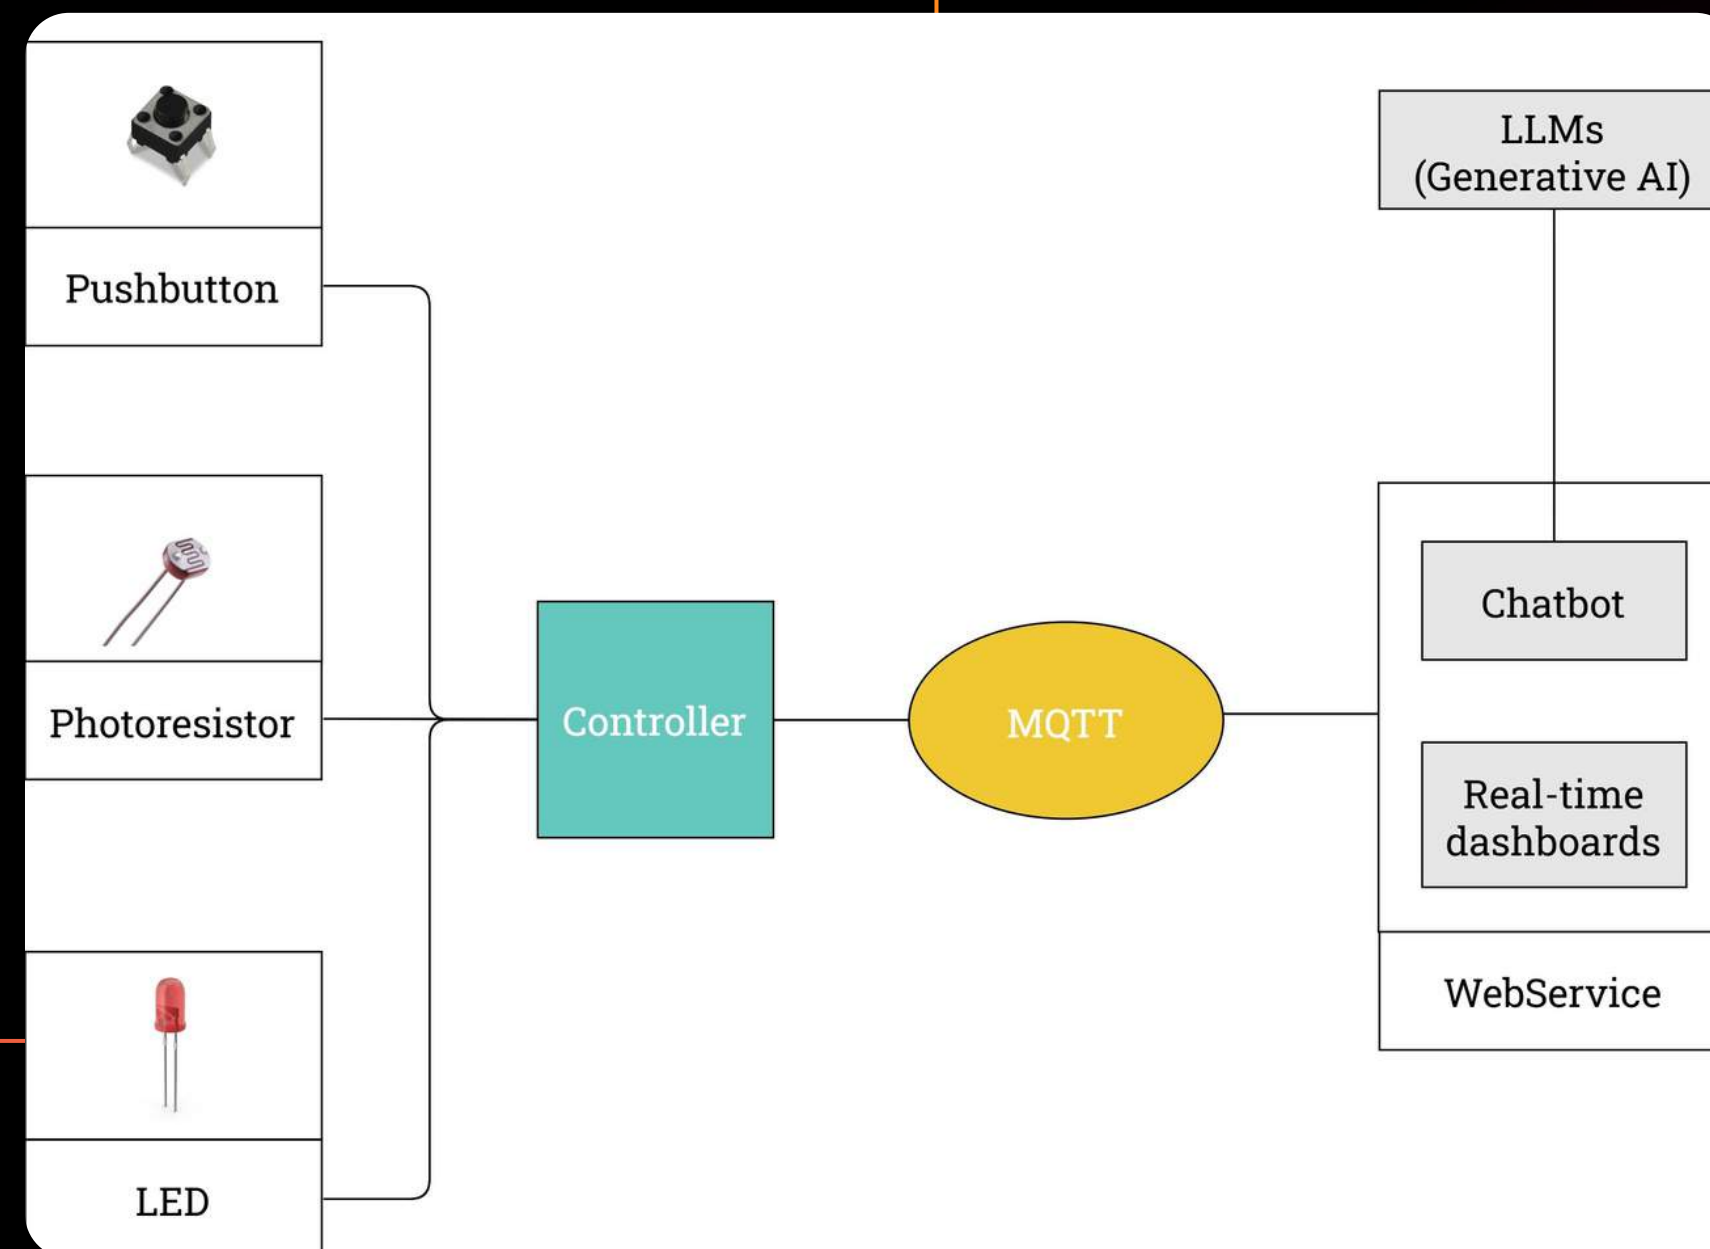 Pushbutton
Photoresistor
LED
Controller
MQTT
LLMs
(Generative AI)
Chatbot
Real-time
dashboards
WebService